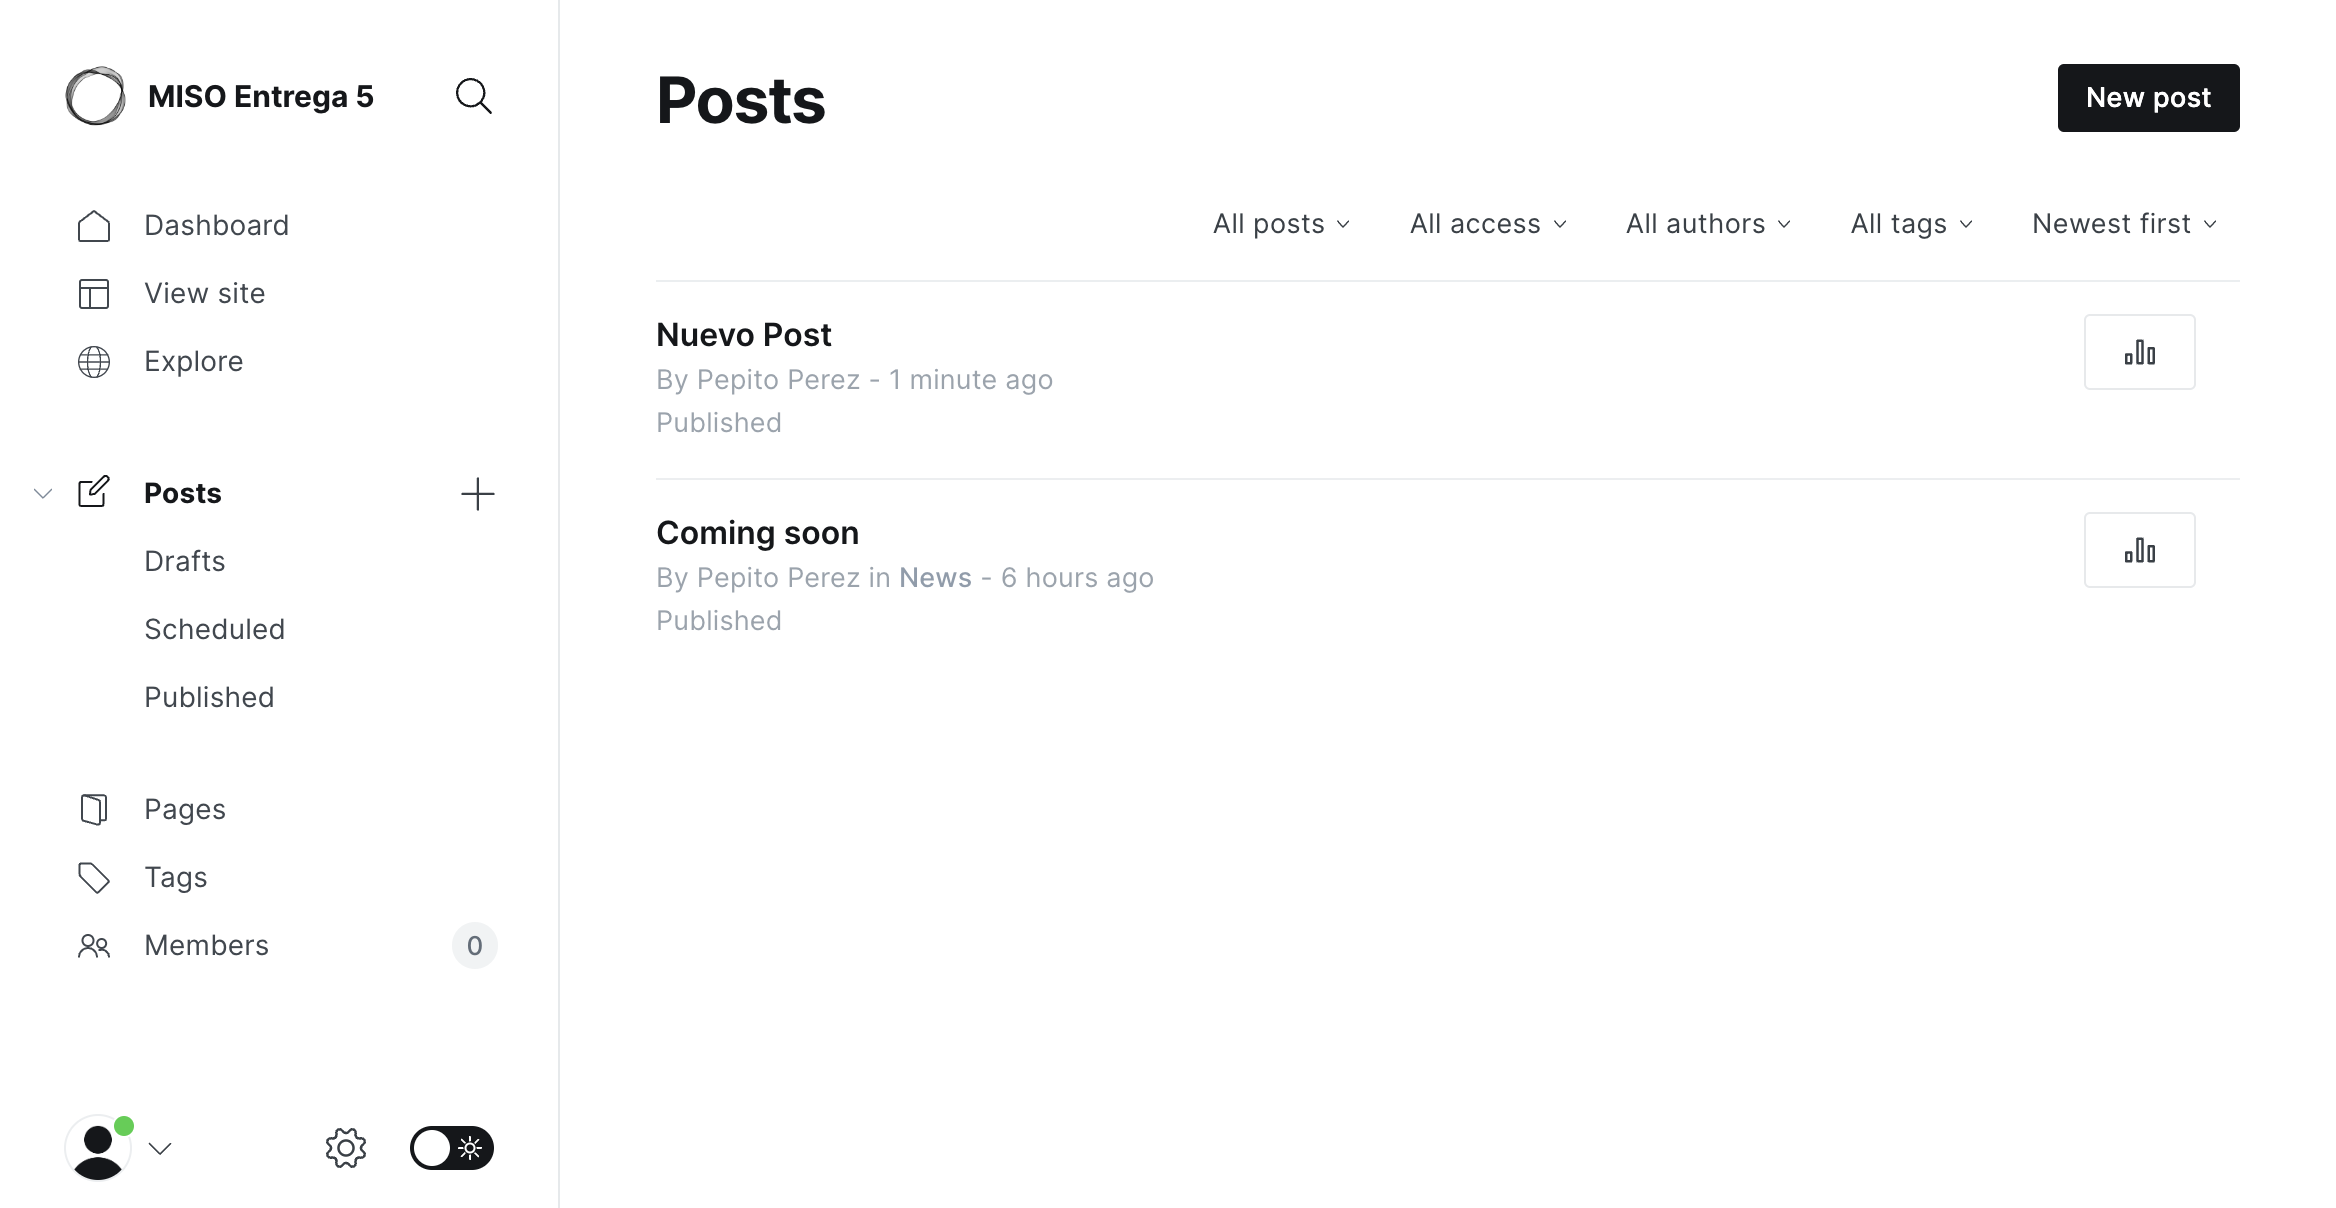 MISO Entrega 5
Dashboard
View site
Explore
Posts
Drafts
Scheduled
Published
Pages
Tags
Members 0
Posts
New post
All posts All access All authors All tags Newest first
Nuevo Post
By Pepito Perez - 1 minute ago
Published
Coming soon
By Pepito Perez in News - 6 hours ago
Published